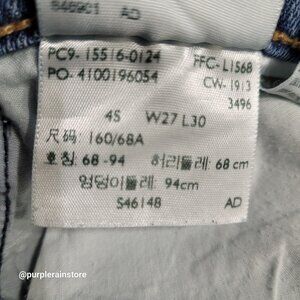 646901 AD
PC9-15516-0124 FFC-L1568
PO-4100196054 CW-1913
3496
4S W27 L30
尺码: 160/68A
호칭: 68-94 허리둘레: 68 cm
엉덩이둘레: 94cm
S46148 AD
@purplerainstore